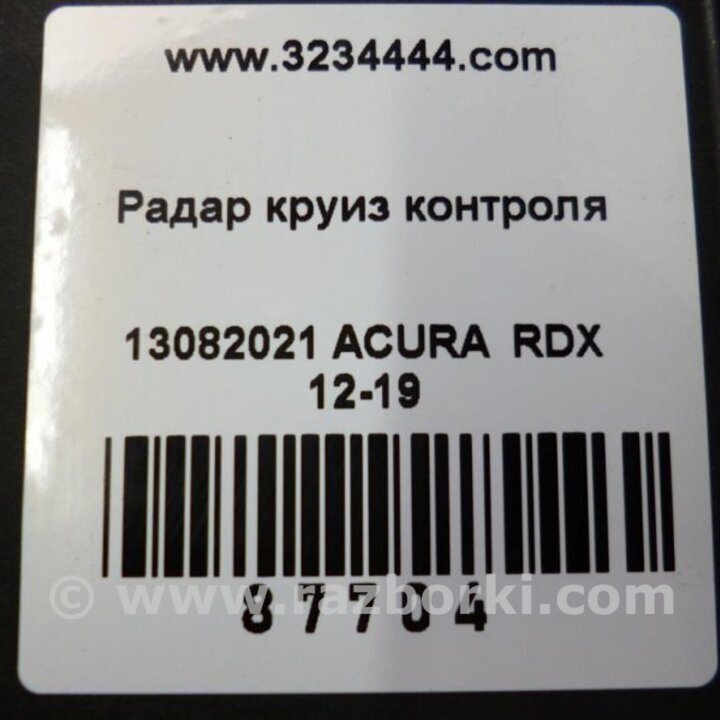 www.3234444.com
Радар круиз контроля
13082021 ACURA RDX
12-19
© www.razborki.com
87704